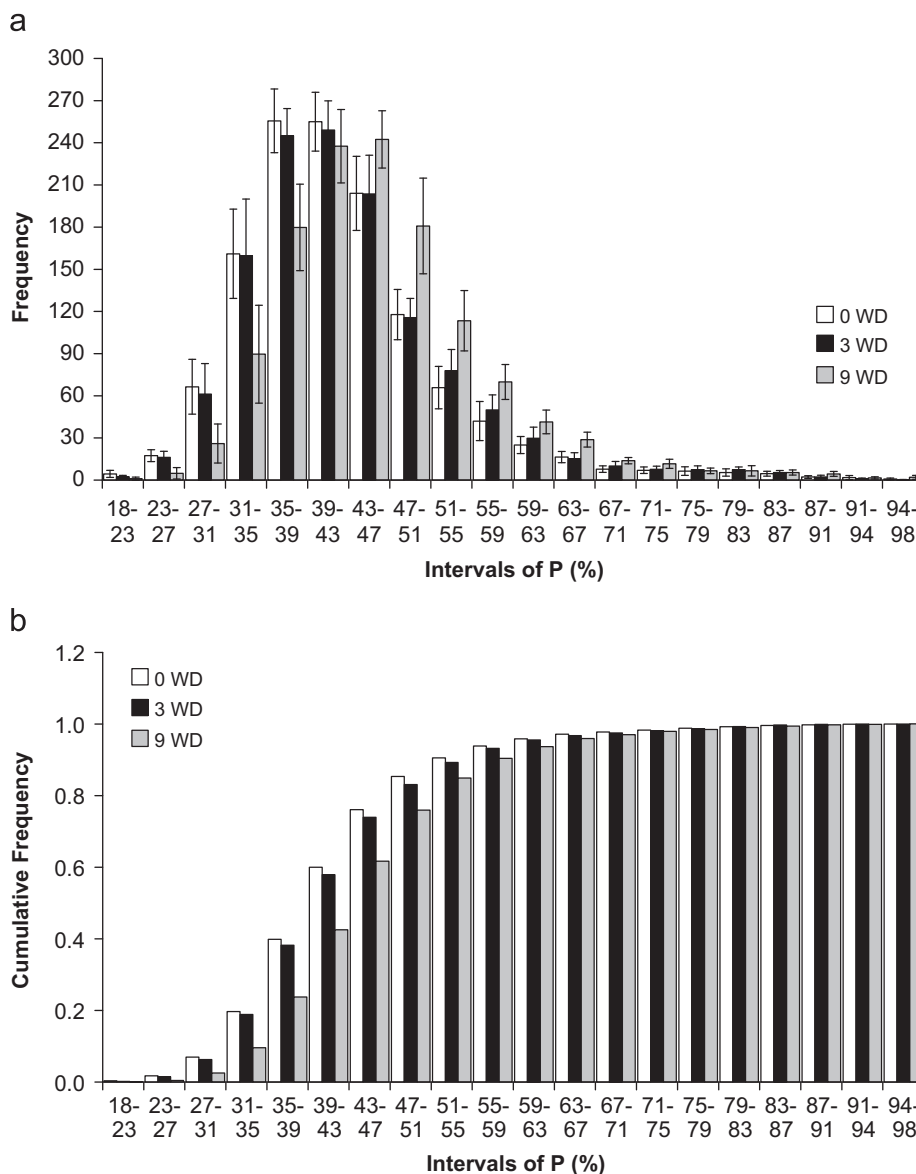 a
300
270
240
210
180
150
120
90
60
30
0
Frequency
0 WD
3 WD
9 WD
18- 23- 27- 31- 35- 39- 43- 47- 51- 55- 59- 63- 67- 71- 75- 79- 83- 87- 91- 94-
23 27 31 35 39 43 47 51 55 59 63 67 71 75 79 83 87 91 94 98
Intervals of P (%)
b
1.2
1.0
0.8
0.6
0.4
0.2
0.0
Cumulative Frequency
0 WD
3 WD
9 WD
18- 23- 27- 31- 35- 39- 43- 47- 51- 55- 59- 63- 67- 71- 75- 79- 83- 87- 91- 94-
23 27 31 35 39 43 47 51 55 59 63 67 71 75 79 83 87 91 94 98
Intervals of P (%)